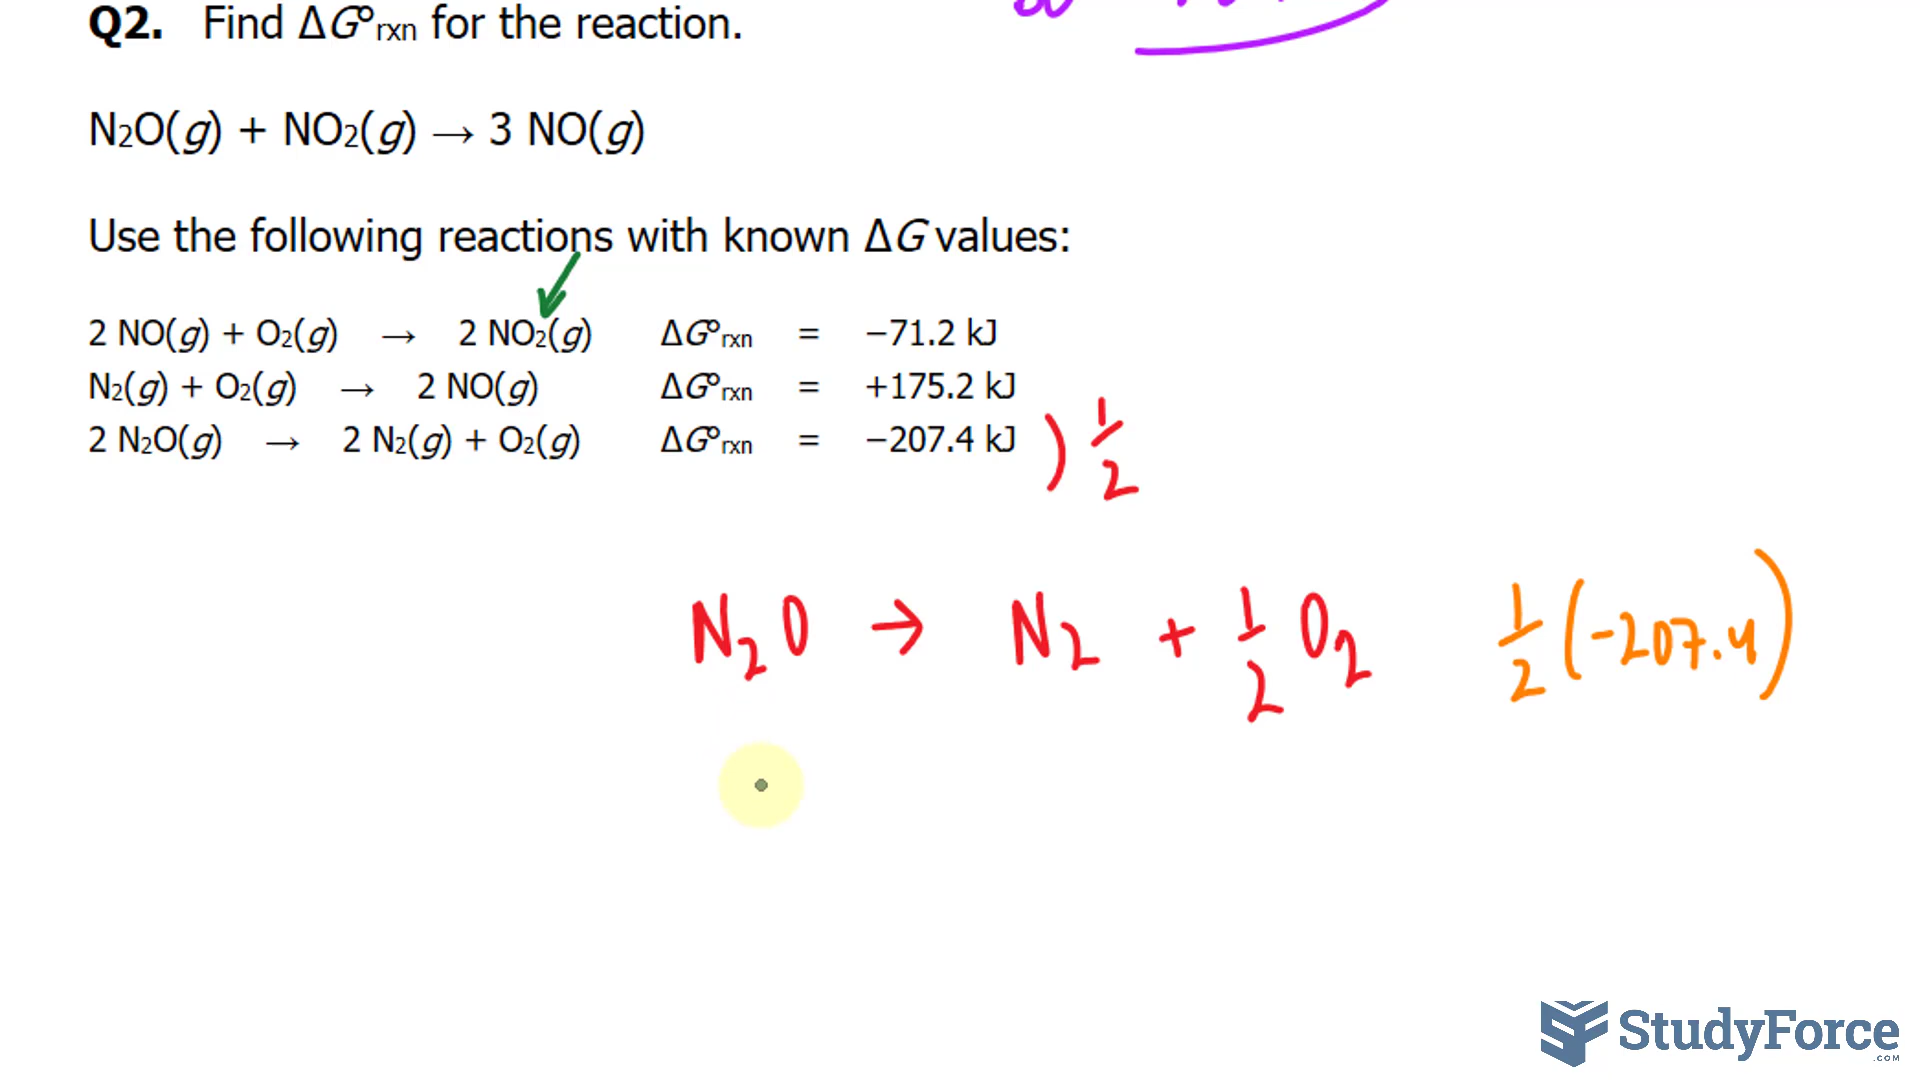 Q2. Find ΔG°rxn for the reaction.
N2O(g) + NO2(g) → 3 NO(g)
Use the following reactions with known ΔG values:
2 NO(g) + O2(g) → 2 NO2(g) ΔG°rxn = −71.2 kJ
N2(g) + O2(g) → 2 NO(g) ΔG°rxn = +175.2 kJ
2 N2O(g) → 2 N2(g) + O2(g) ΔG°rxn = −207.4 kJ ) 1/2
N2O → N2 + 1/2 O2 1/2 (-207.4)
StudyForce
.COM